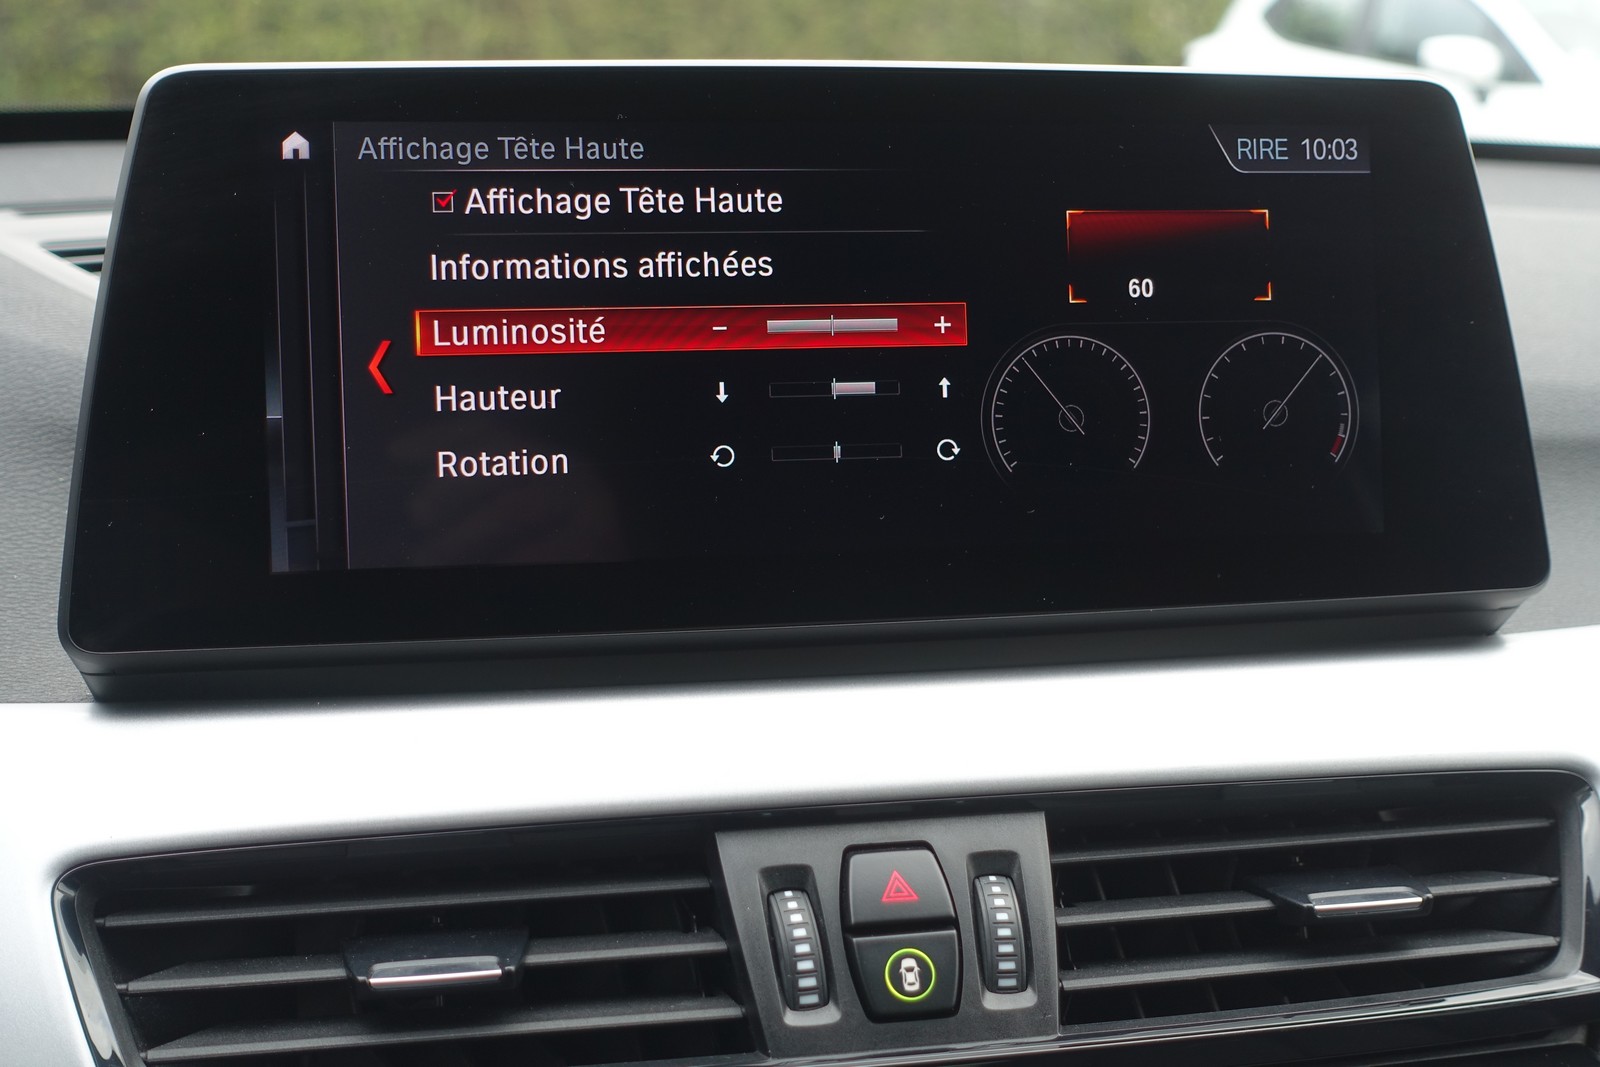 Affichage Tête Haute
RIRE 10:03
Affichage Tête Haute
Informations affichées
Luminosité - +
Hauteur
Rotation
60